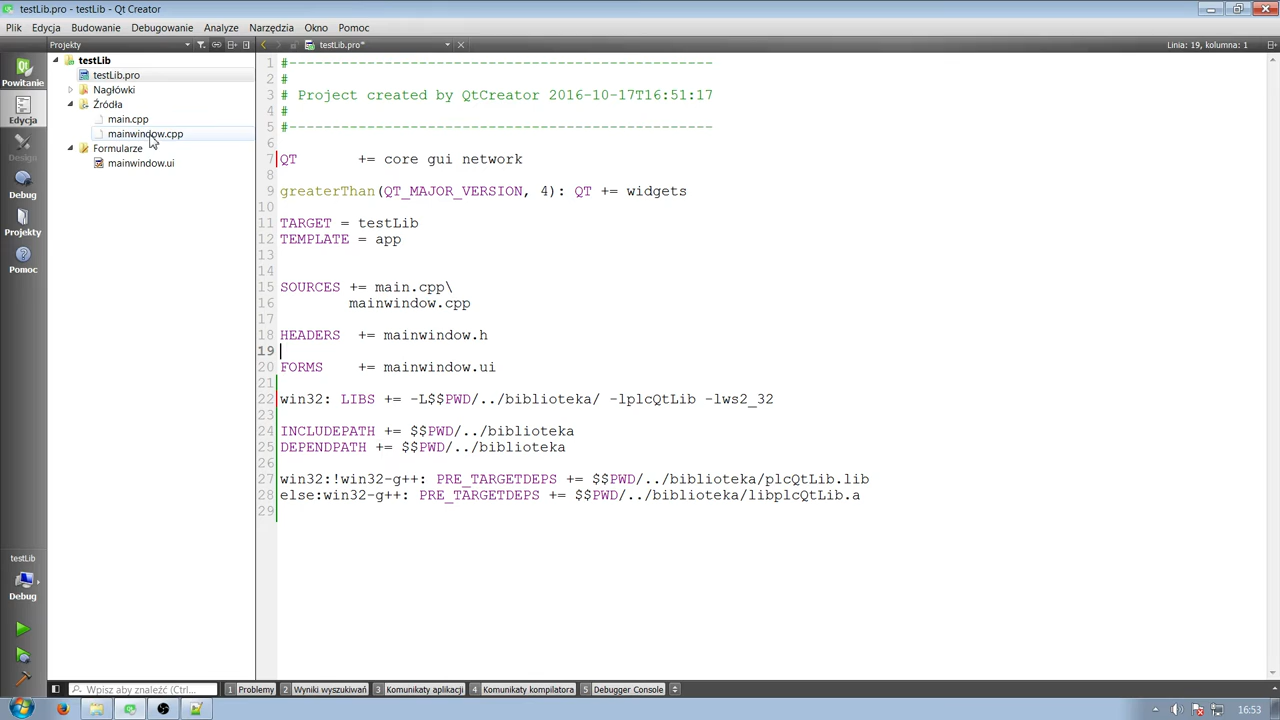 testLib.pro - testLib - Qt Creator
Plik Edycja Budowanie Debugowanie Analyze Narzędzia Okno Pomoc
Projekty
testLib.pro*
Linia: 19, kolumna: 1
Powitanie
Edycja
Design
Debug
Projekty
Pomoc
testLib
Debug
testLib
testLib.pro
Nagłówki
Źródła
main.cpp
mainwindow.cpp
Formularze
mainwindow.ui
1 #--------------------------------------------------
2 #
3 # Project created by QtCreator 2016-10-17T16:51:17
4 #
5 #--------------------------------------------------
6
7 QT       += core gui network
8
9 greaterThan(QT_MAJOR_VERSION, 4): QT += widgets
10
11 TARGET = testLib
12 TEMPLATE = app
13
14
15 SOURCES += main.cpp\
16         mainwindow.cpp
17
18 HEADERS  += mainwindow.h
19
20 FORMS    += mainwindow.ui
21
22 win32: LIBS += -L$$PWD/../biblioteka/ -lplcQtLib -lws2_32
23
24 INCLUDEPATH += $$PWD/../biblioteka
25 DEPENDPATH += $$PWD/../biblioteka
26
27 win32:!win32-g++: PRE_TARGETDEPS += $$PWD/../biblioteka/plcQtLib.lib
28 else:win32-g++: PRE_TARGETDEPS += $$PWD/../biblioteka/libplcQtLib.a
29
Wpisz aby znaleźć (Ctrl...
1 Problemy 2 Wyniki wyszukiwań 3 Komunikaty aplikacji 4 Komunikaty kompilatora 5 Debugger Console
16:53